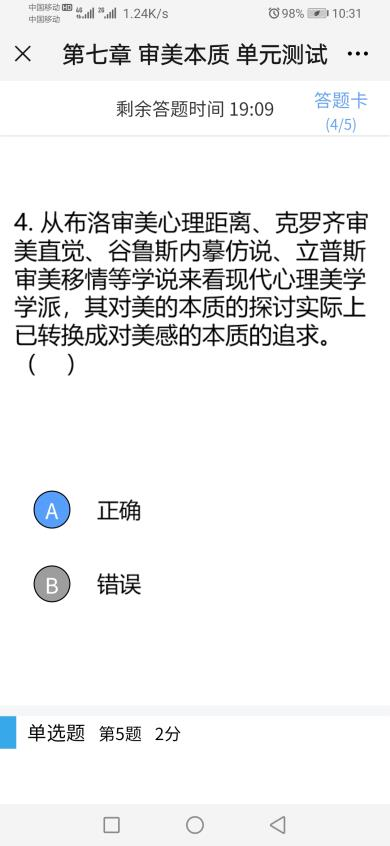 中国移动 HD 4G 2G 1.24K/s 98% 10:31
中国移动
第七章 审美本质 单元测试
剩余答题时间 19:09
答题卡
(4/5)
4. 从布洛审美心理距离、克罗齐审
美直觉、谷鲁斯内摹仿说、立普斯
审美移情等学说来看现代心理美学
学派，其对美的本质的探讨实际上
已转换成对美感的本质的追求。
（ ）
A 正确
B 错误
单选题 第5题 2分